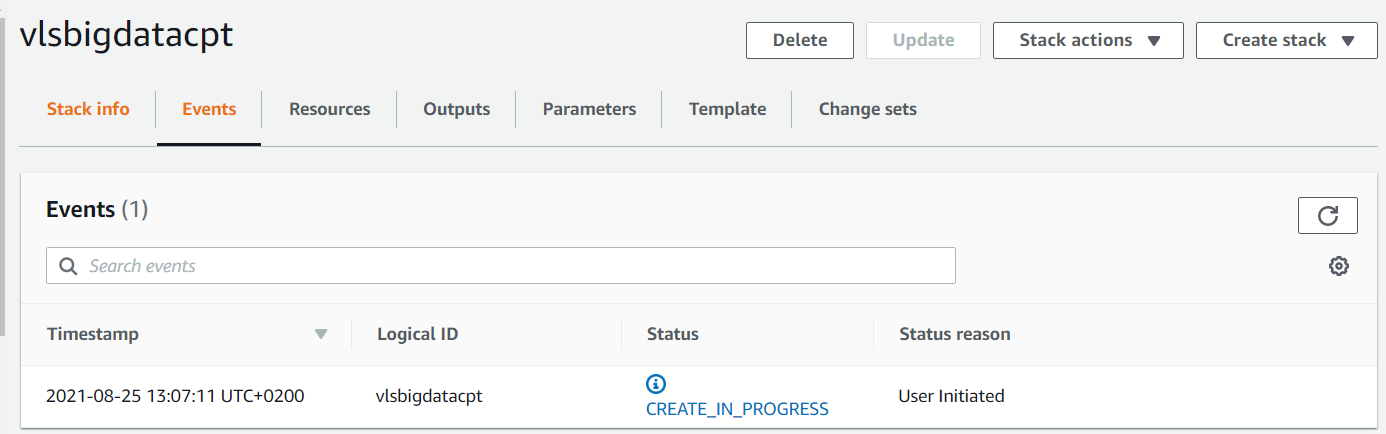 vlsbigdatacpt
Delete Update Stack actions Create stack
Stack info Events Resources Outputs Parameters Template Change sets
Events (1)
Search events
Timestamp Logical ID Status Status reason
2021-08-25 13:07:11 UTC+0200 vlsbigdatacpt CREATE_IN_PROGRESS User Initiated